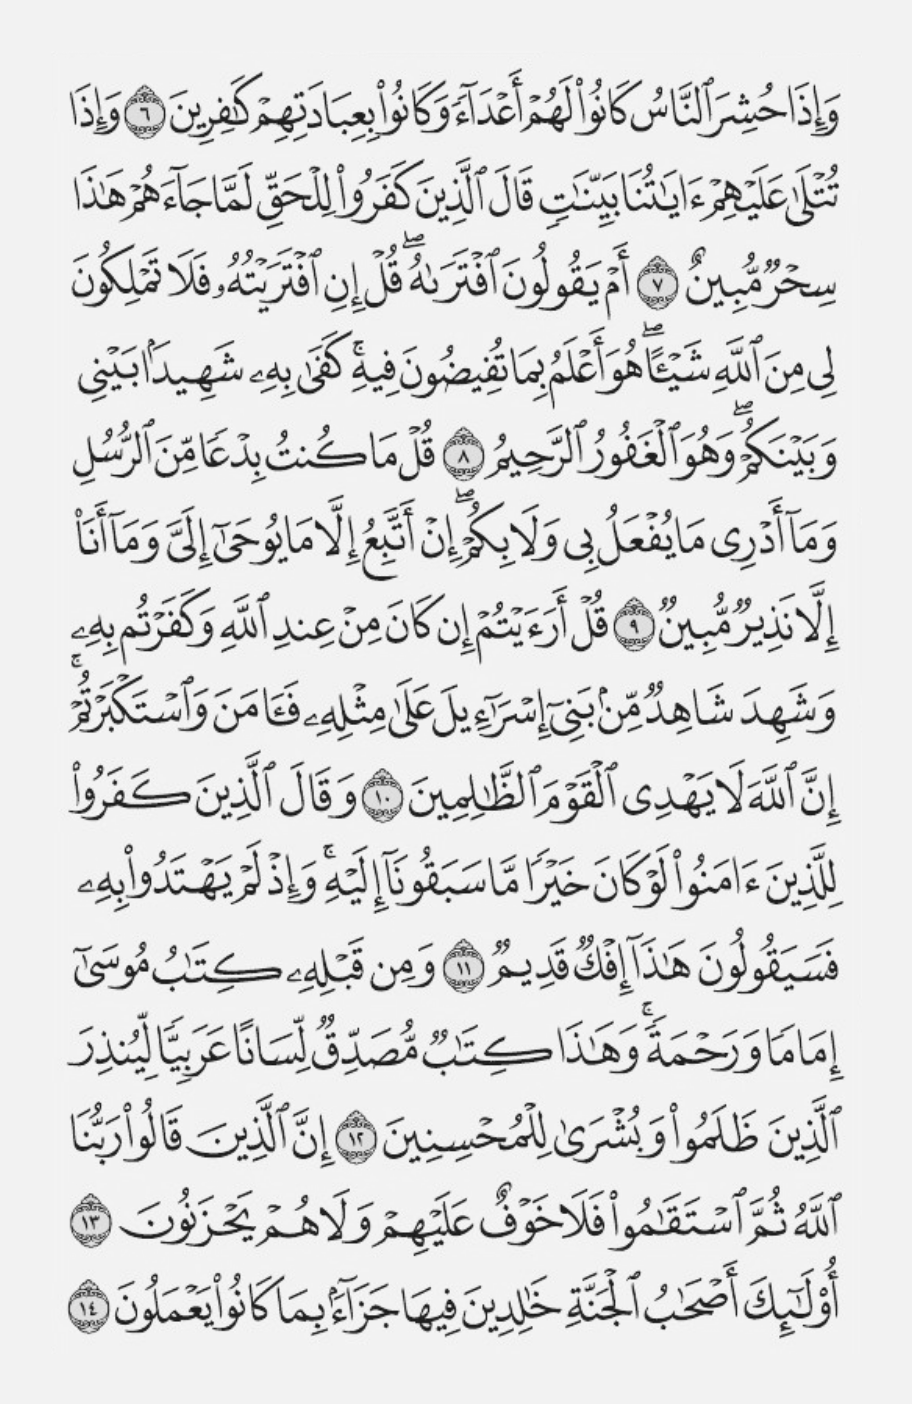 وَإِذَا حُشِرَ ٱلنَّاسُ كَانُوا۟ لَهُمْ أَعْدَآءً وَكَانُوا۟ بِعِبَادَتِهِمْ كَٰفِرِينَ ٦ وَإِذَا
تُتْلَىٰ عَلَيْهِمْ ءَايَٰتُنَا بَيِّنَٰتٍ قَالَ ٱلَّذِينَ كَفَرُوا۟ لِلْحَقِّ لَمَّا جَآءَهُمْ هَٰذَا
سِحْرٌ مُّبِينٌ ٧ أَمْ يَقُولُونَ ٱفْتَرَىٰهُ ۖ قُلْ إِنِ ٱفْتَرَيْتُهُۥ فَلَا تَمْلِكُونَ
لِى مِنَ ٱللَّهِ شَيْـًٔا ۖ هُوَ أَعْلَمُ بِمَا تُفِيضُونَ فِيهِ ۚ كَفَىٰ بِهِۦ شَهِيدًۢا بَيْنِى
وَبَيْنَكُمْ ۖ وَهُوَ ٱلْغَفُورُ ٱلرَّحِيمُ ٨ قُلْ مَا كُنتُ بِدْعًا مِّنَ ٱلرُّسُلِ
وَمَآ أَدْرِى مَا يُفْعَلُ بِى وَلَا بِكُمْ ۖ إِنْ أَتَّبِعُ إِلَّا مَا يُوحَىٰٓ إِلَىَّ وَمَآ أَنَا۠
إِلَّا نَذِيرٌ مُّبِينٌ ٩ قُلْ أَرَءَيْتُمْ إِن كَانَ مِنْ عِندِ ٱللَّهِ وَكَفَرْتُم بِهِۦ
وَشَهِدَ شَاهِدٌ مِّنۢ بَنِىٓ إِسْرَٰٓءِيلَ عَلَىٰ مِثْلِهِۦ فَـَٔامَنَ وَٱسْتَكْبَرْتُمْ ۚ
إِنَّ ٱللَّهَ لَا يَهْدِى ٱلْقَوْمَ ٱلظَّٰلِمِينَ ١٠ وَقَالَ ٱلَّذِينَ كَفَرُوا۟
لِلَّذِينَ ءَامَنُوا۟ لَوْ كَانَ خَيْرًا مَّا سَبَقُونَآ إِلَيْهِ ۚ وَإِذْ لَمْ يَهْتَدُوا۟ بِهِۦ
فَسَيَقُولُونَ هَٰذَآ إِفْكٌ قَدِيمٌ ١١ وَمِن قَبْلِهِۦ كِتَٰبُ مُوسَىٰٓ
إِمَامًا وَرَحْمَةً ۚ وَهَٰذَا كِتَٰبٌ مُّصَدِّقٌ لِّسَانًا عَرَبِيًّا لِّيُنذِرَ
ٱلَّذِينَ ظَلَمُوا۟ وَبُشْرَىٰ لِلْمُحْسِنِينَ ١٢ إِنَّ ٱلَّذِينَ قَالُوا۟ رَبُّنَا
ٱللَّهُ ثُمَّ ٱسْتَقَٰمُوا۟ فَلَا خَوْفٌ عَلَيْهِمْ وَلَا هُمْ يَحْزَنُونَ ١٣
أُو۟لَٰٓئِكَ أَصْحَٰبُ ٱلْجَنَّةِ خَٰلِدِينَ فِيهَا جَزَآءًۢ بِمَا كَانُوا۟ يَعْمَلُونَ ١٤